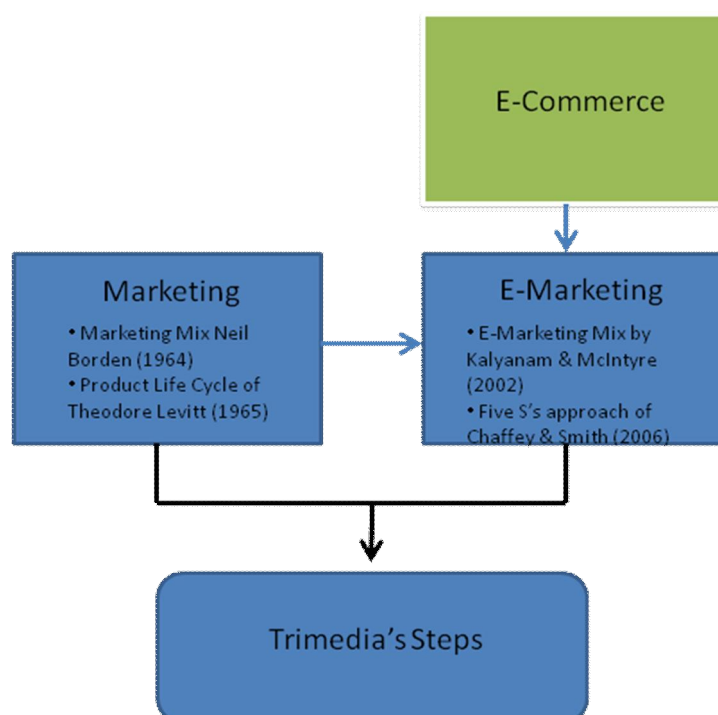 E-Commerce
Marketing
• Marketing Mix Neil
Borden (1964)
• Product Life Cycle of
Theodore Levitt (1965)
E-Marketing
• E-Marketing Mix by
Kalyanam & McIntyre
(2002)
• Five S's approach of
Chaffey & Smith (2006)
Trimedia's Steps